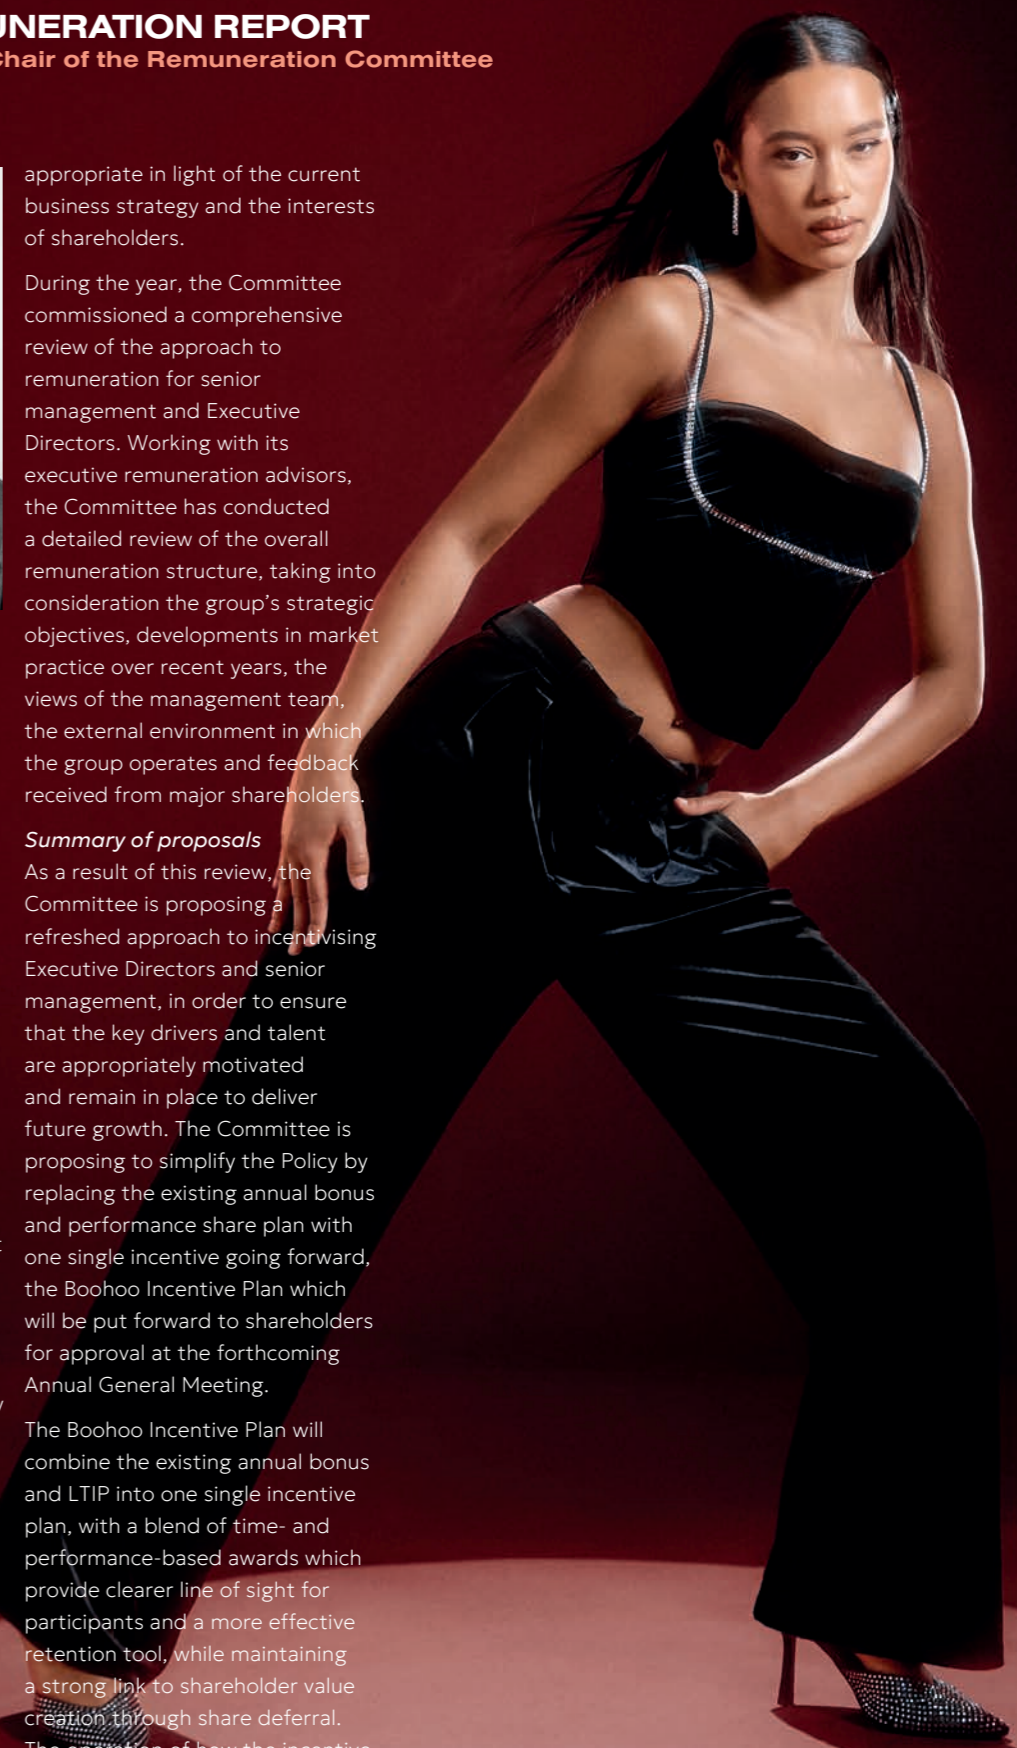 UNERATION REPORT
Chair of the Remuneration Committee
appropriate in light of the current
business strategy and the interests
of shareholders.
During the year, the Committee
commissioned a comprehensive
review of the approach to
remuneration for senior
management and Executive
Directors. Working with its
executive remuneration advisors,
the Committee has conducted
a detailed review of the overall
remuneration structure, taking into
consideration the group’s strategic
objectives, developments in market
practice over recent years, the
views of the management team,
the external environment in which
the group operates and feedback
received from major shareholders.
Summary of proposals
As a result of this review, the
Committee is proposing a
refreshed approach to incentivising
Executive Directors and senior
management, in order to ensure
that the key drivers and talent
are appropriately motivated
and remain in place to deliver
future growth. The Committee is
proposing to simplify the Policy by
replacing the existing annual bonus
and performance share plan with
one single incentive going forward,
the Boohoo Incentive Plan which
will be put forward to shareholders
for approval at the forthcoming
Annual General Meeting.
The Boohoo Incentive Plan will
combine the existing annual bonus
and LTIP into one single incentive
plan, with a blend of time- and
performance-based awards which
provide clearer line of sight for
participants and a more effective
retention tool, while maintaining
a strong link to shareholder value
creation through share deferral.
The operation of how the incentive